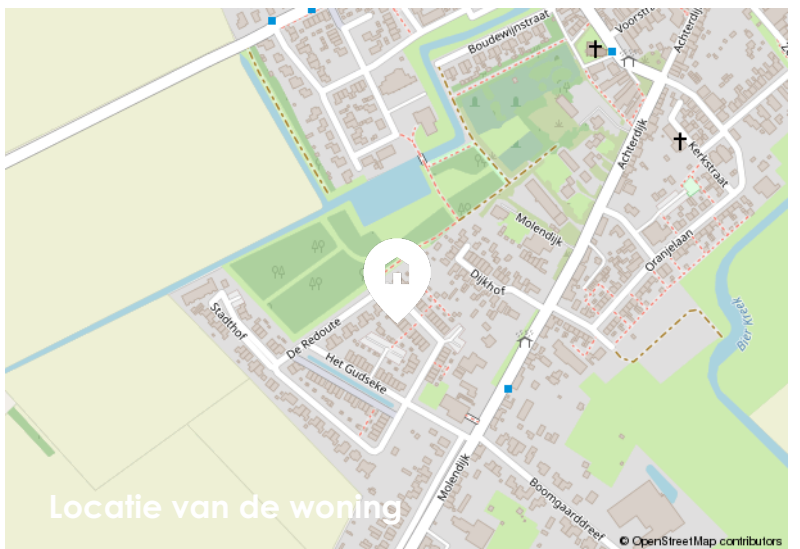 Boudewijnstraat
Voorstra
Achterdijk
Achterdijk
Kerkstraat
Molendijk
Oranjelaan
Dijkhof
Bier Kreek
Stadthof
De Redoute
Het Gudseke
Molendijk
Boomgaarddreef
Locatie van de woning
© OpenStreetMap contributors